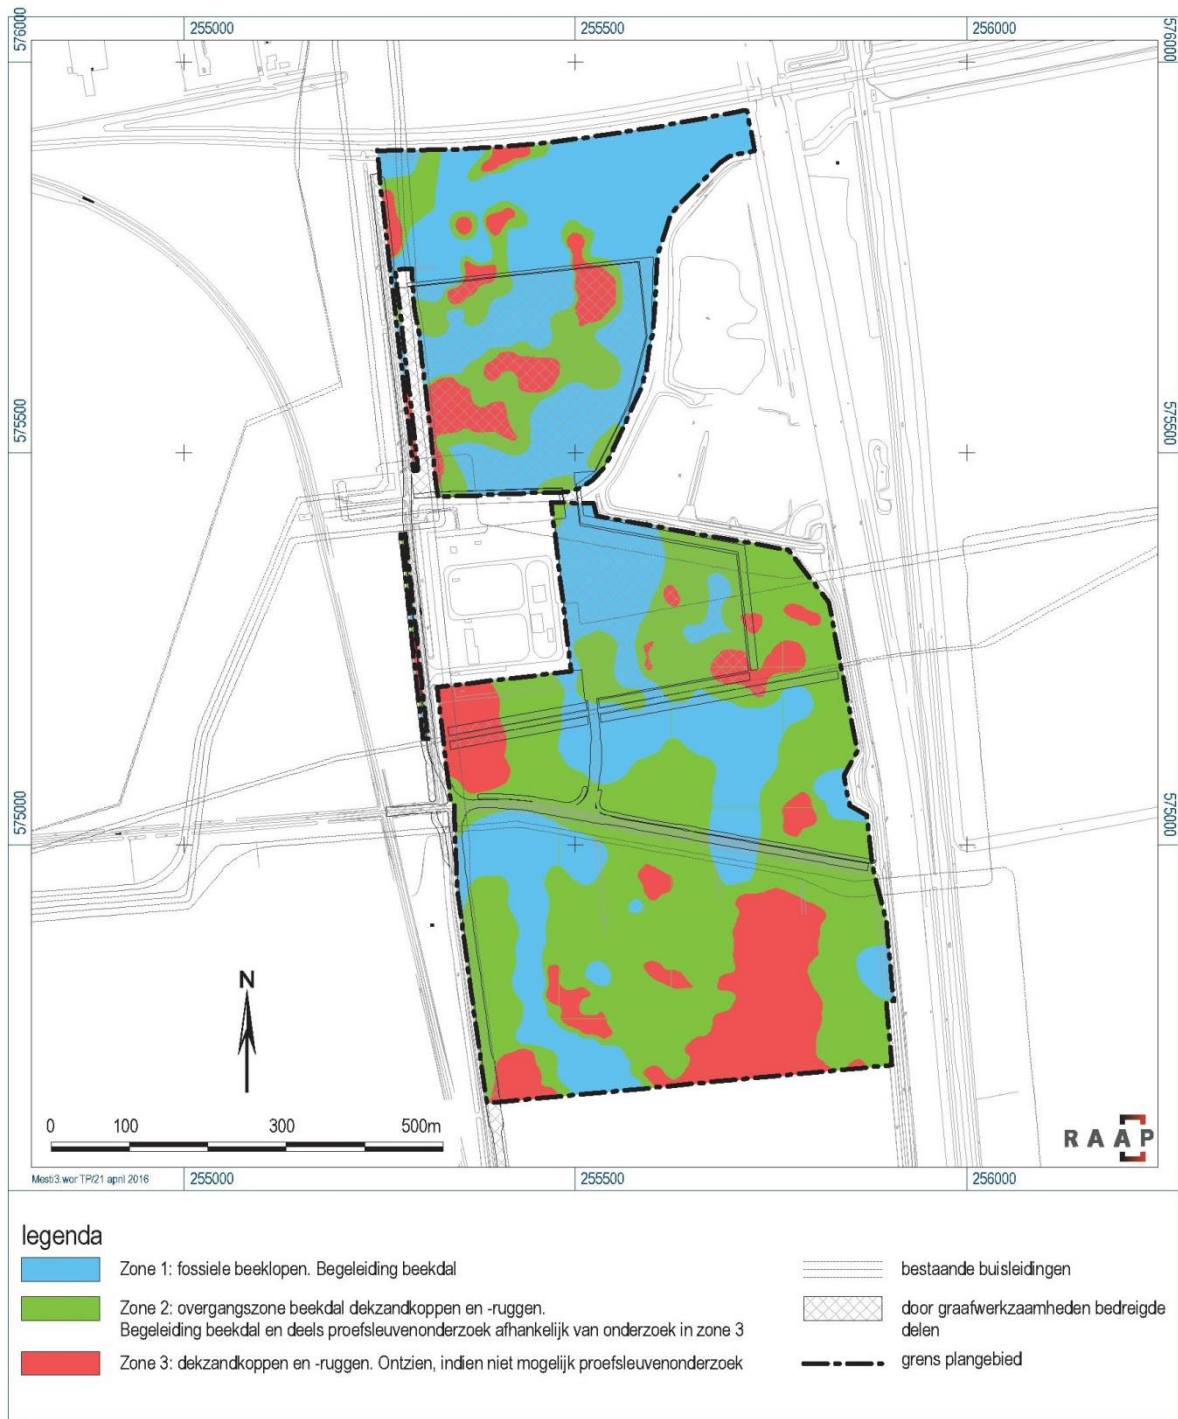 255000
255500
256000
576000
576000
575500
575500
575000
575000
N
0 100 300 500m
RAAP
Mesti3.wor TP/21 april 2016
255000
255500
256000
legenda
Zone 1: fossiele beeklopen. Begeleiding beekdal
Zone 2: overgangszone beekdal dekzandkoppen en -ruggen.
Begeleiding beekdal en deels proefsleuvenonderzoek afhankelijk van onderzoek in zone 3
Zone 3: dekzandkoppen en -ruggen. Ontzien, indien niet mogelijk proefsleuvenonderzoek
bestaande buisleidingen
door graafwerkzaamheden bedreigde
delen
grens plangebied